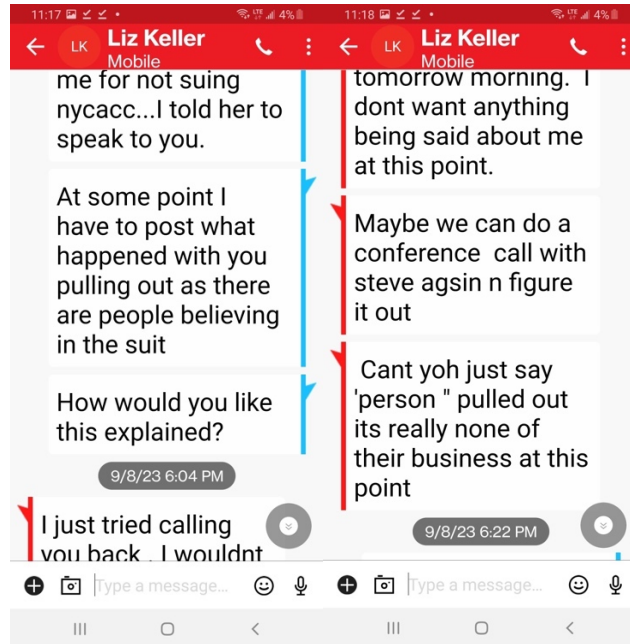 11:17
LTE
4%
LK
Liz Keller
Mobile
me for not suing
nycacc...I told her to
speak to you.
At some point I
have to post what
happened with you
pulling out as there
are people believing
in the suit
How would you like
this explained?
9/8/23 6:04 PM
I just tried calling
you back . I wouldnt
Type a message...
11:18
LTE
4%
LK
Liz Keller
Mobile
tomorrow morning. I
dont want anything
being said about me
at this point.
Maybe we can do a
conference call with
steve agsin n figure
it out
Cant yoh just say
'person " pulled out
its really none of
their business at this
point
9/8/23 6:22 PM
Type a message...